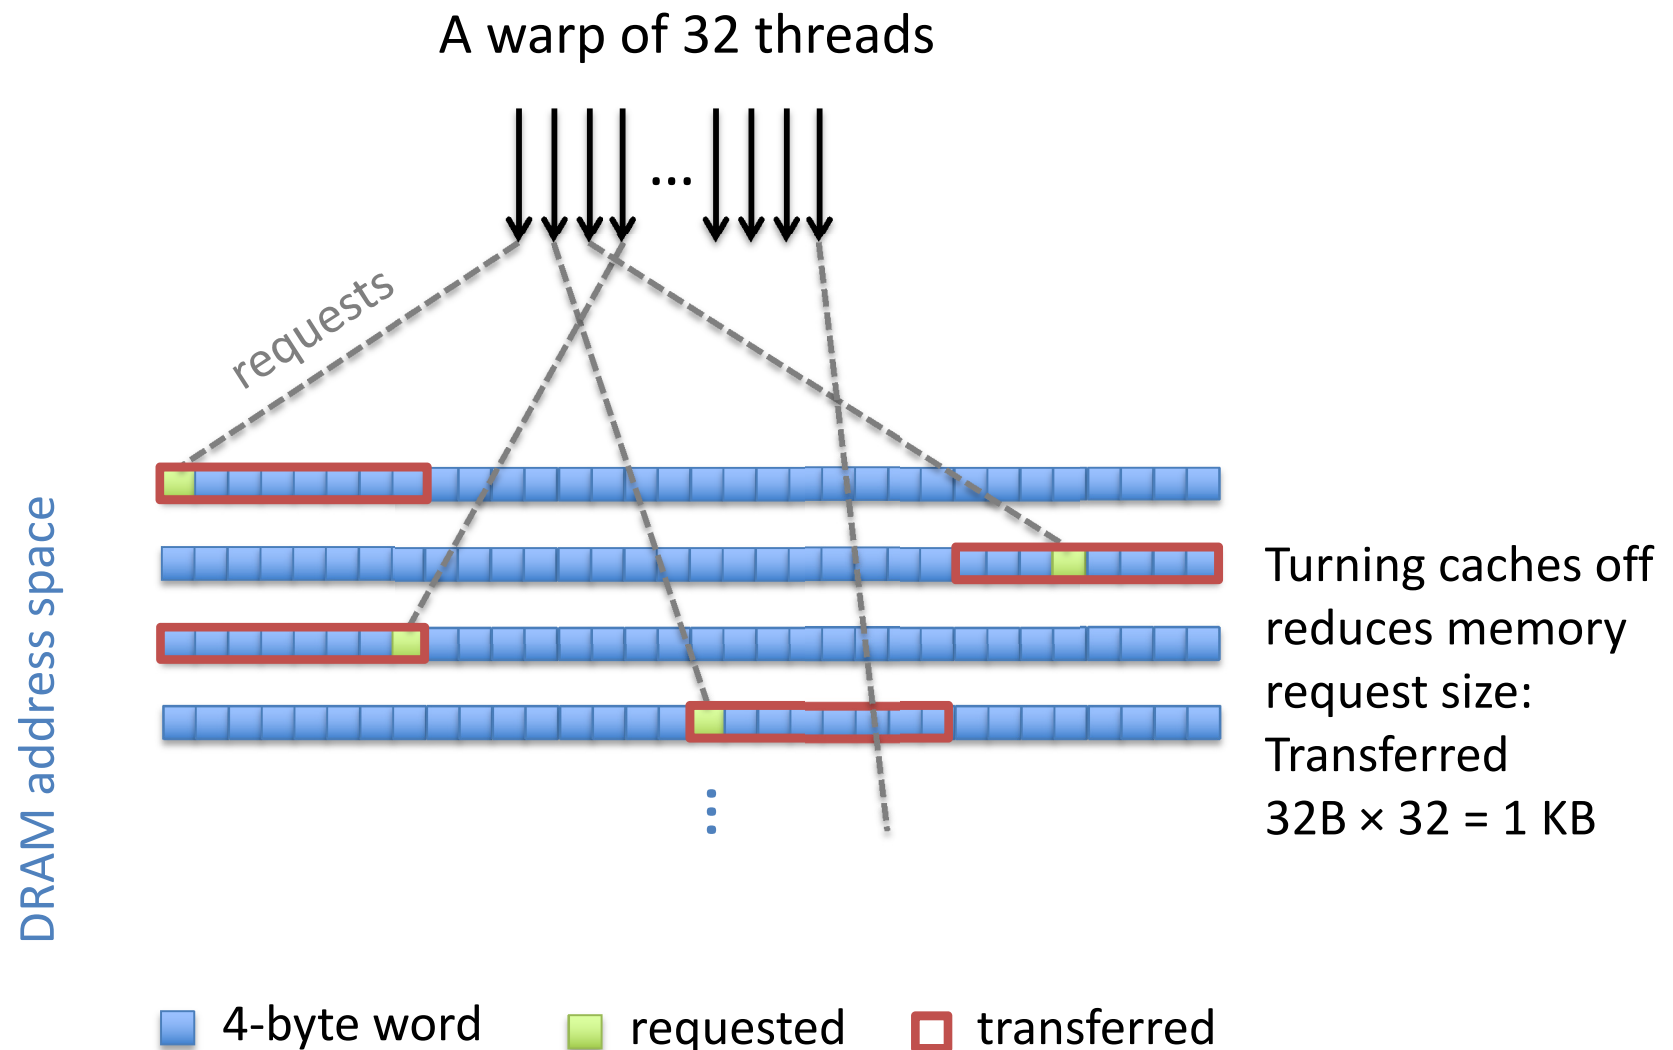 A warp of 32 threads
...
requests
DRAM address space
Turning caches off
reduces memory
request size:
Transferred
32B × 32 = 1 KB
4-byte word
requested
transferred